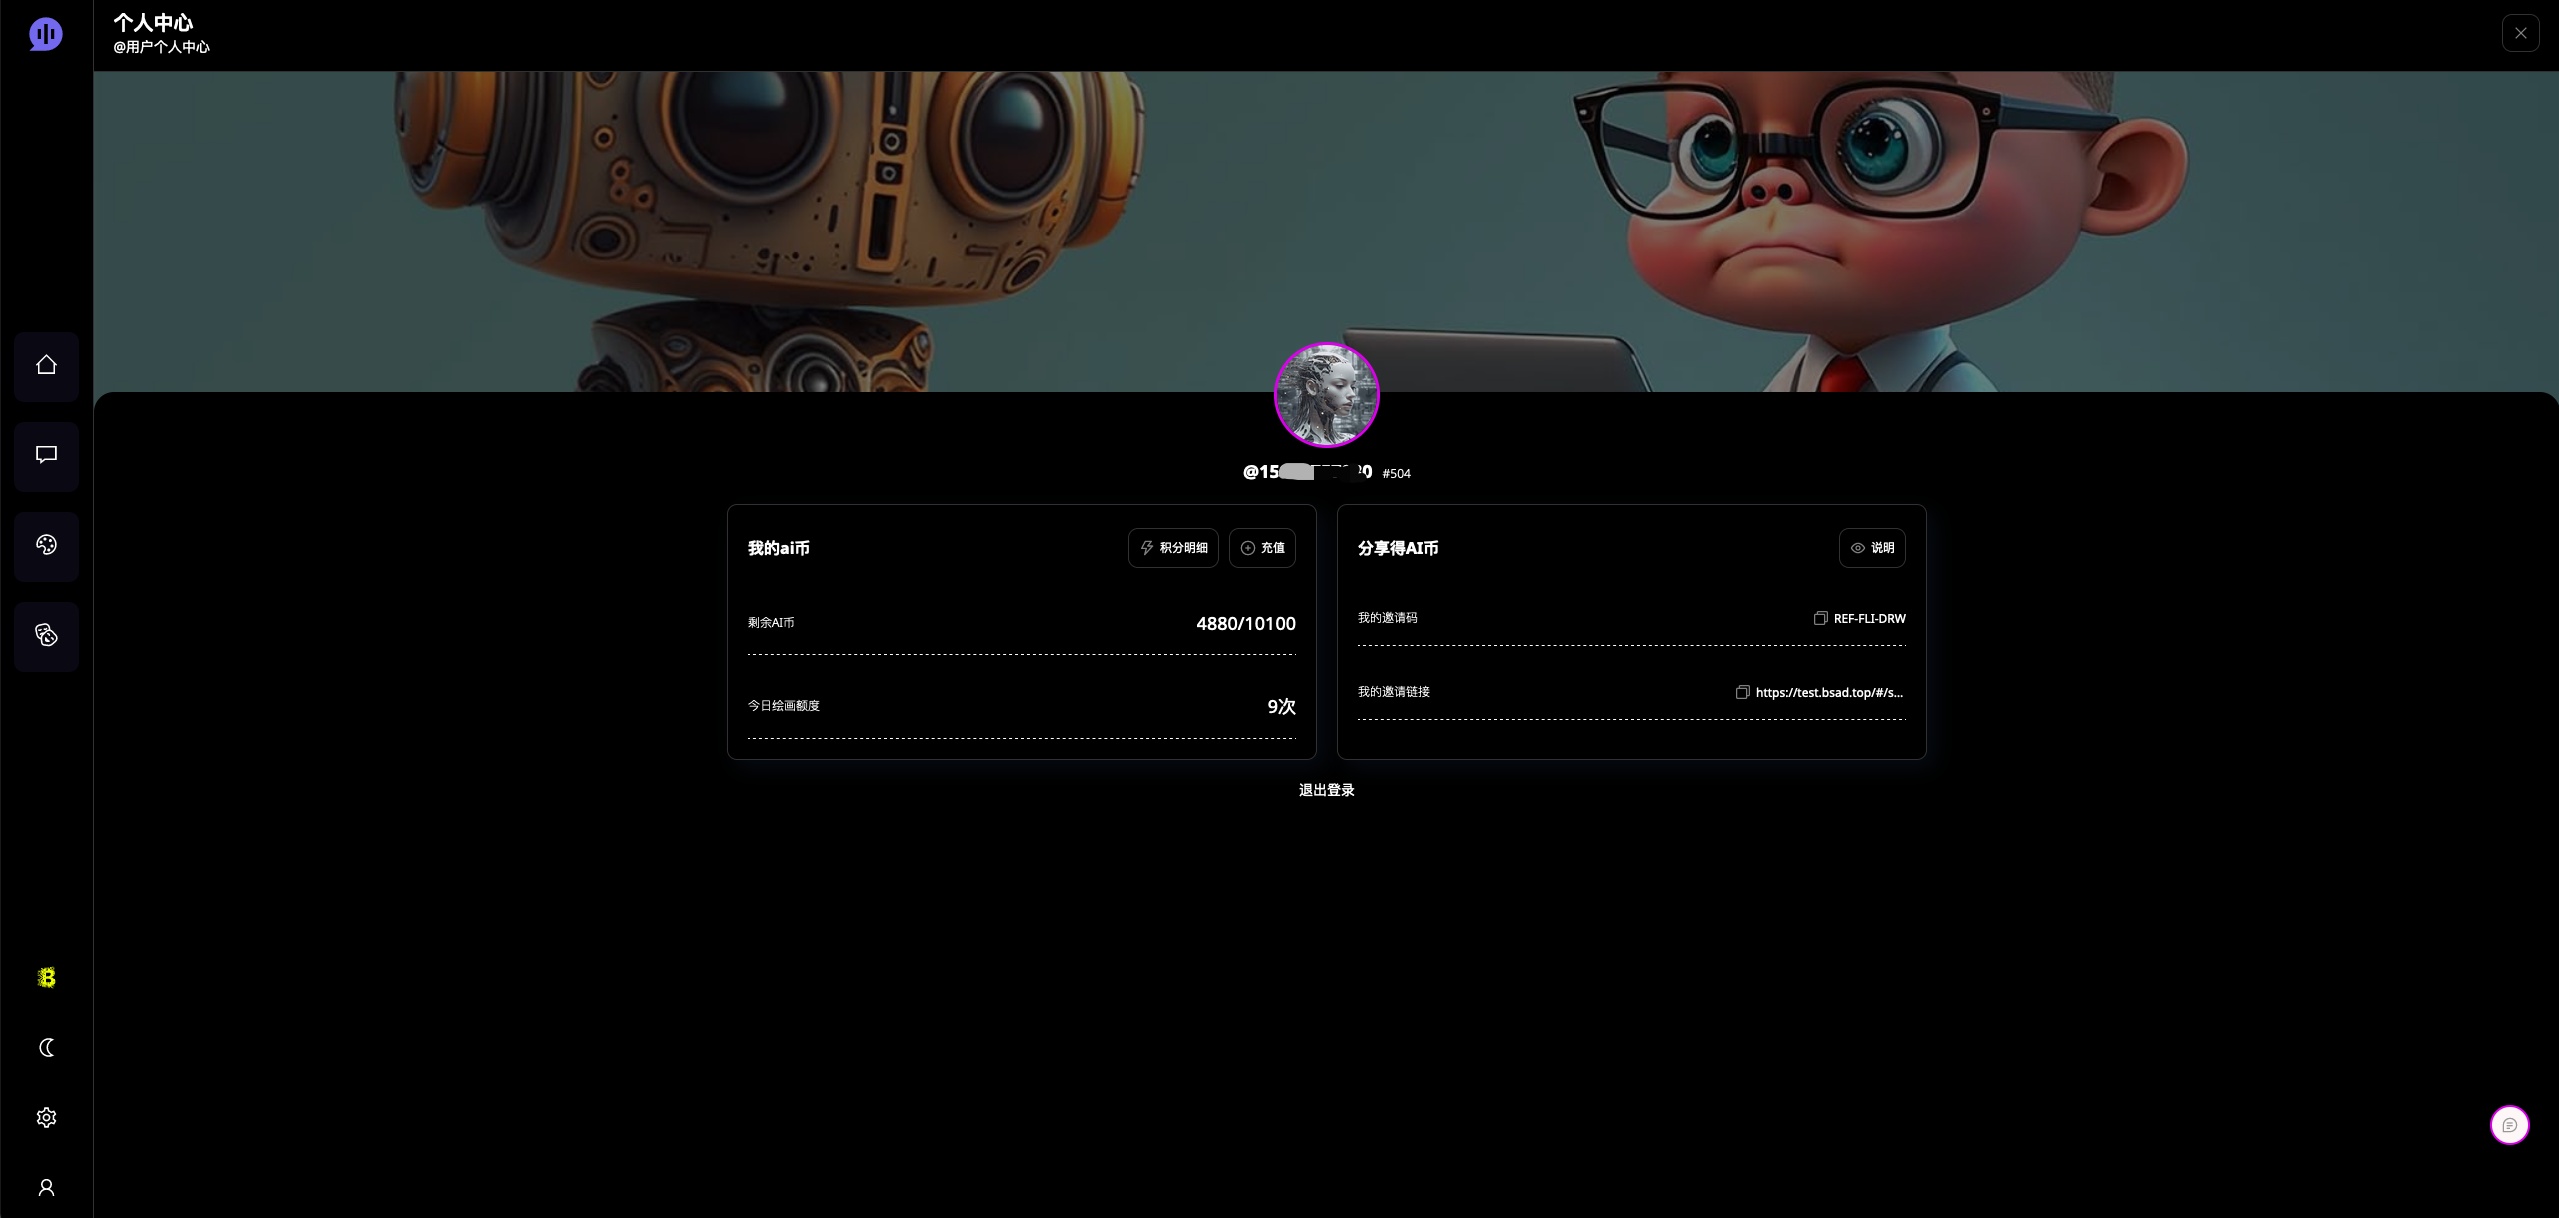 个人中心
@用户个人中心
@15 0 #504
我的ai币
积分明细
充值
剩余AI币
4880/10100
今日绘画额度
9次
分享得AI币
说明
我的邀请码
REF-FLI-DRW
我的邀请链接
https://test.bsad.top/#/s...
退出登录